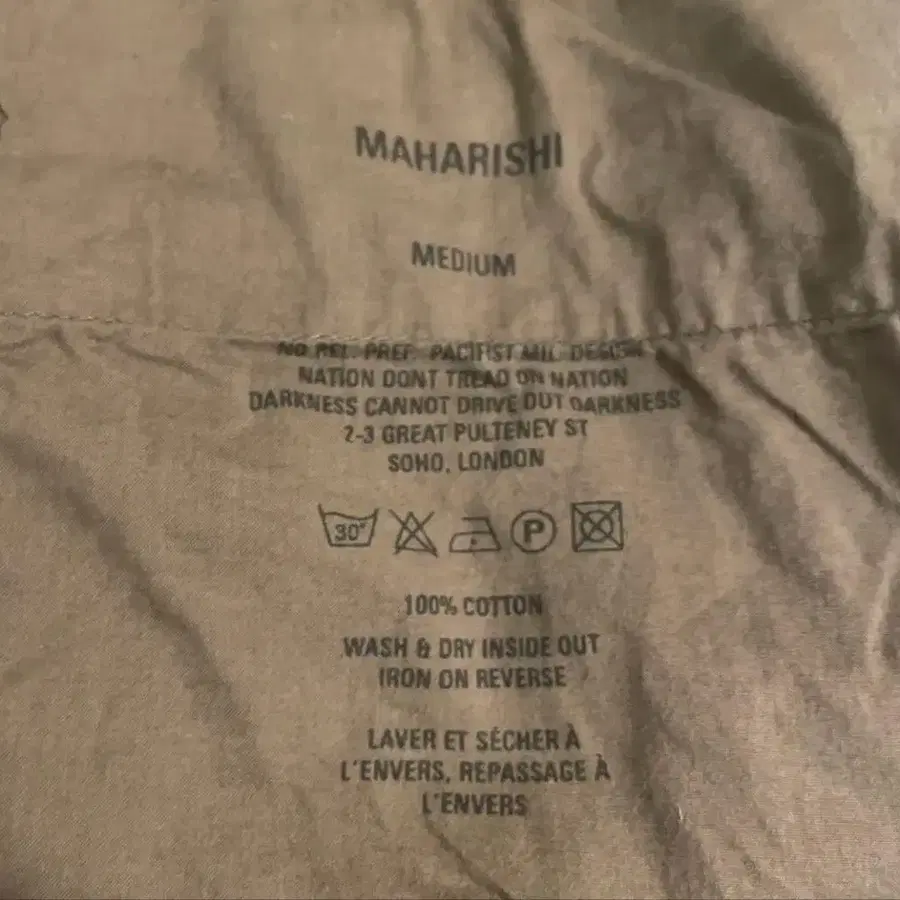 MAHARISHI
MEDIUM
NO REL. PREF. PACIFIST MIL DESIGN
NATION DONT TREAD ON NATION
DARKNESS CANNOT DRIVE OUT DARKNESS
2-3 GREAT PULTENEY ST
SOHO, LONDON
30° P
100% COTTON
WASH & DRY INSIDE OUT
IRON ON REVERSE
LAVER ET SÉCHER À
L'ENVERS, REPASSAGE À
L'ENVERS